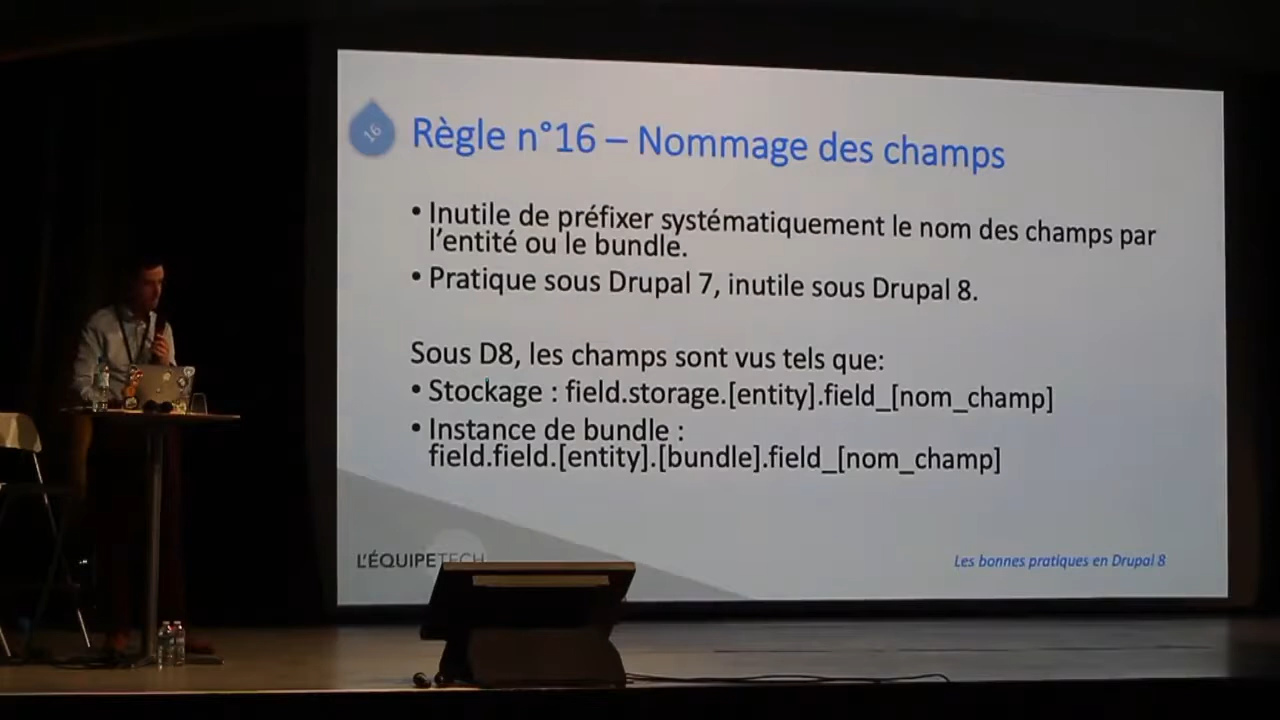 16
Règle n°16 – Nommage des champs
• Inutile de préfixer systématiquement le nom des champs par
l’entité ou le bundle.
• Pratique sous Drupal 7, inutile sous Drupal 8.
Sous D8, les champs sont vus tels que:
• Stockage : field.storage.[entity].field_[nom_champ]
• Instance de bundle :
field.field.[entity].[bundle].field_[nom_champ]
L’ÉQUIPETECH
Les bonnes pratiques en Drupal 8